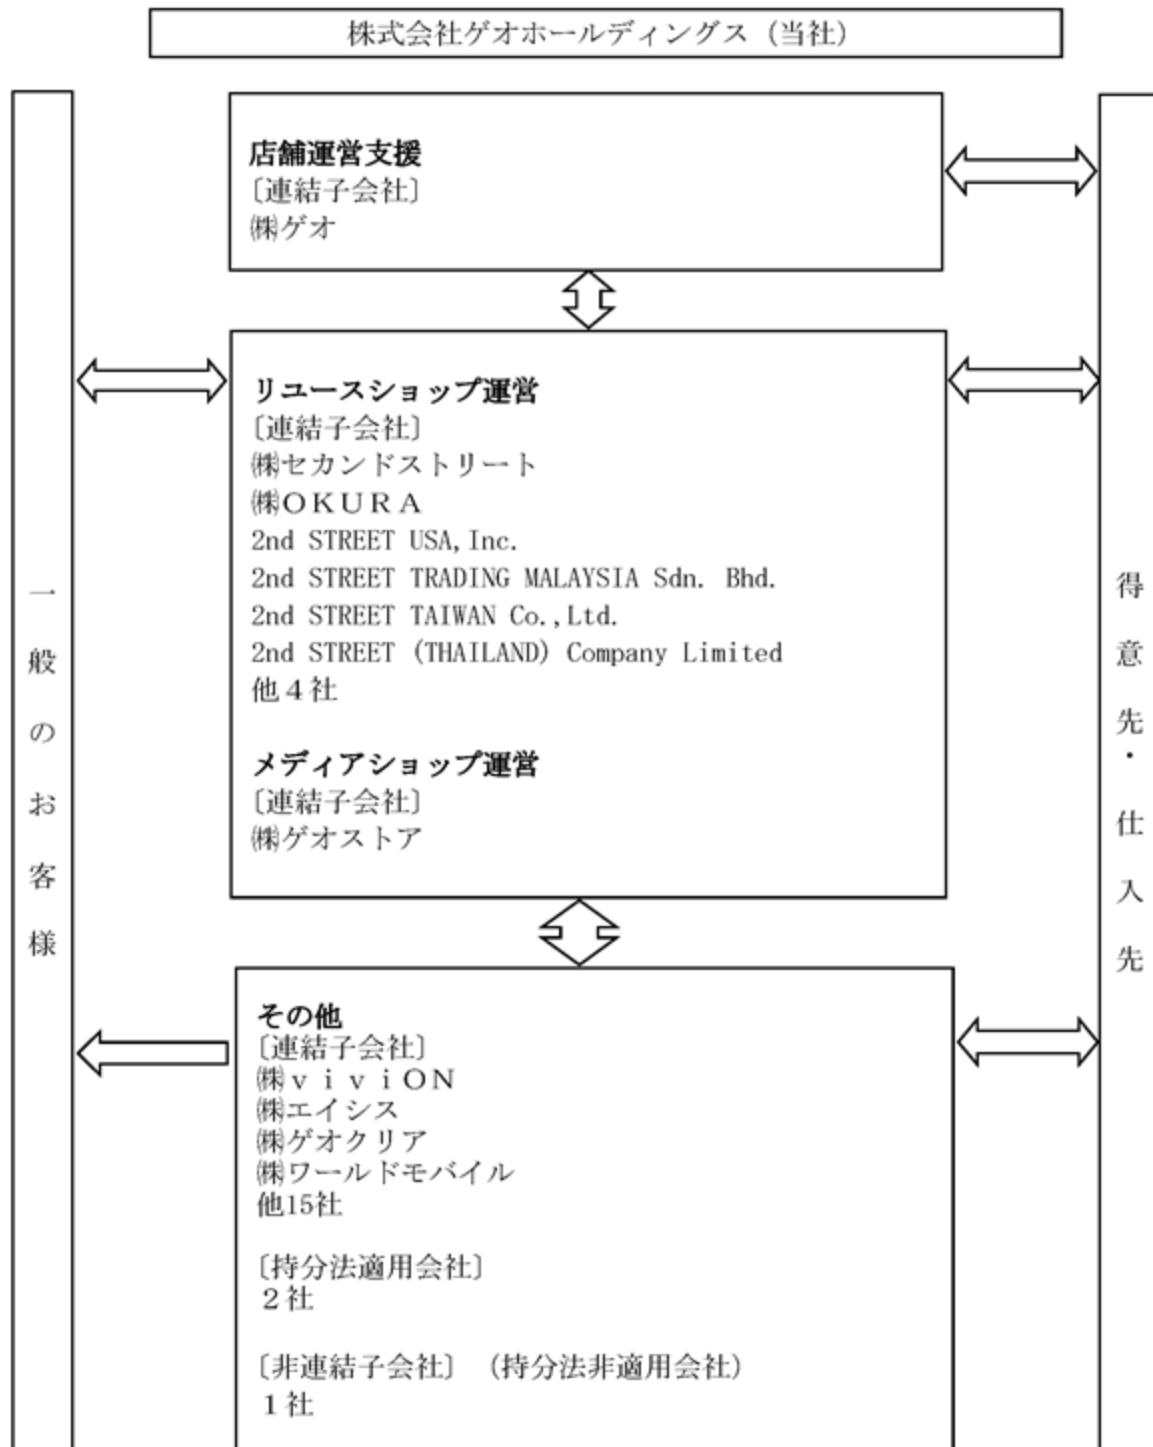 株式会社ゲオホールディングス（当社）
店舗運営支援
〔連結子会社〕
㈱ゲオ
リユースショップ運営
〔連結子会社〕
㈱セカンドストリート
㈱ＯＫＵＲＡ
2nd STREET USA,Inc.
2nd STREET TRADING MALAYSIA Sdn. Bhd.
2nd STREET TAIWAN Co.,Ltd.
2nd STREET (THAILAND) Company Limited
他４社
メディアショップ運営
〔連結子会社〕
㈱ゲオストア
その他
〔連結子会社〕
㈱ｖｉｖｉＯＮ
㈱エイシス
㈱ゲオクリア
㈱ワールドモバイル
他15社
〔持分法適用会社〕
２社
〔非連結子会社〕（持分法非適用会社）
１社
一般のお客様
得意先・仕入先